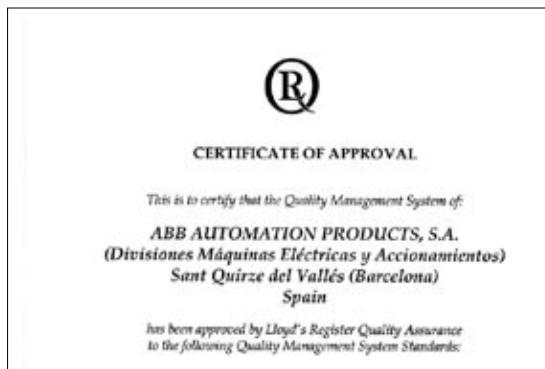 R
CERTIFICATE OF APPROVAL
This is to certify that the Quality Management System of:
ABB AUTOMATION PRODUCTS, S.A.
(Divisiones Máquinas Eléctricas y Accionamientos)
Sant Quirze del Vallés (Barcelona)
Spain
has been approved by Lloyd's Register Quality Assurance
to the following Quality Management System Standards: